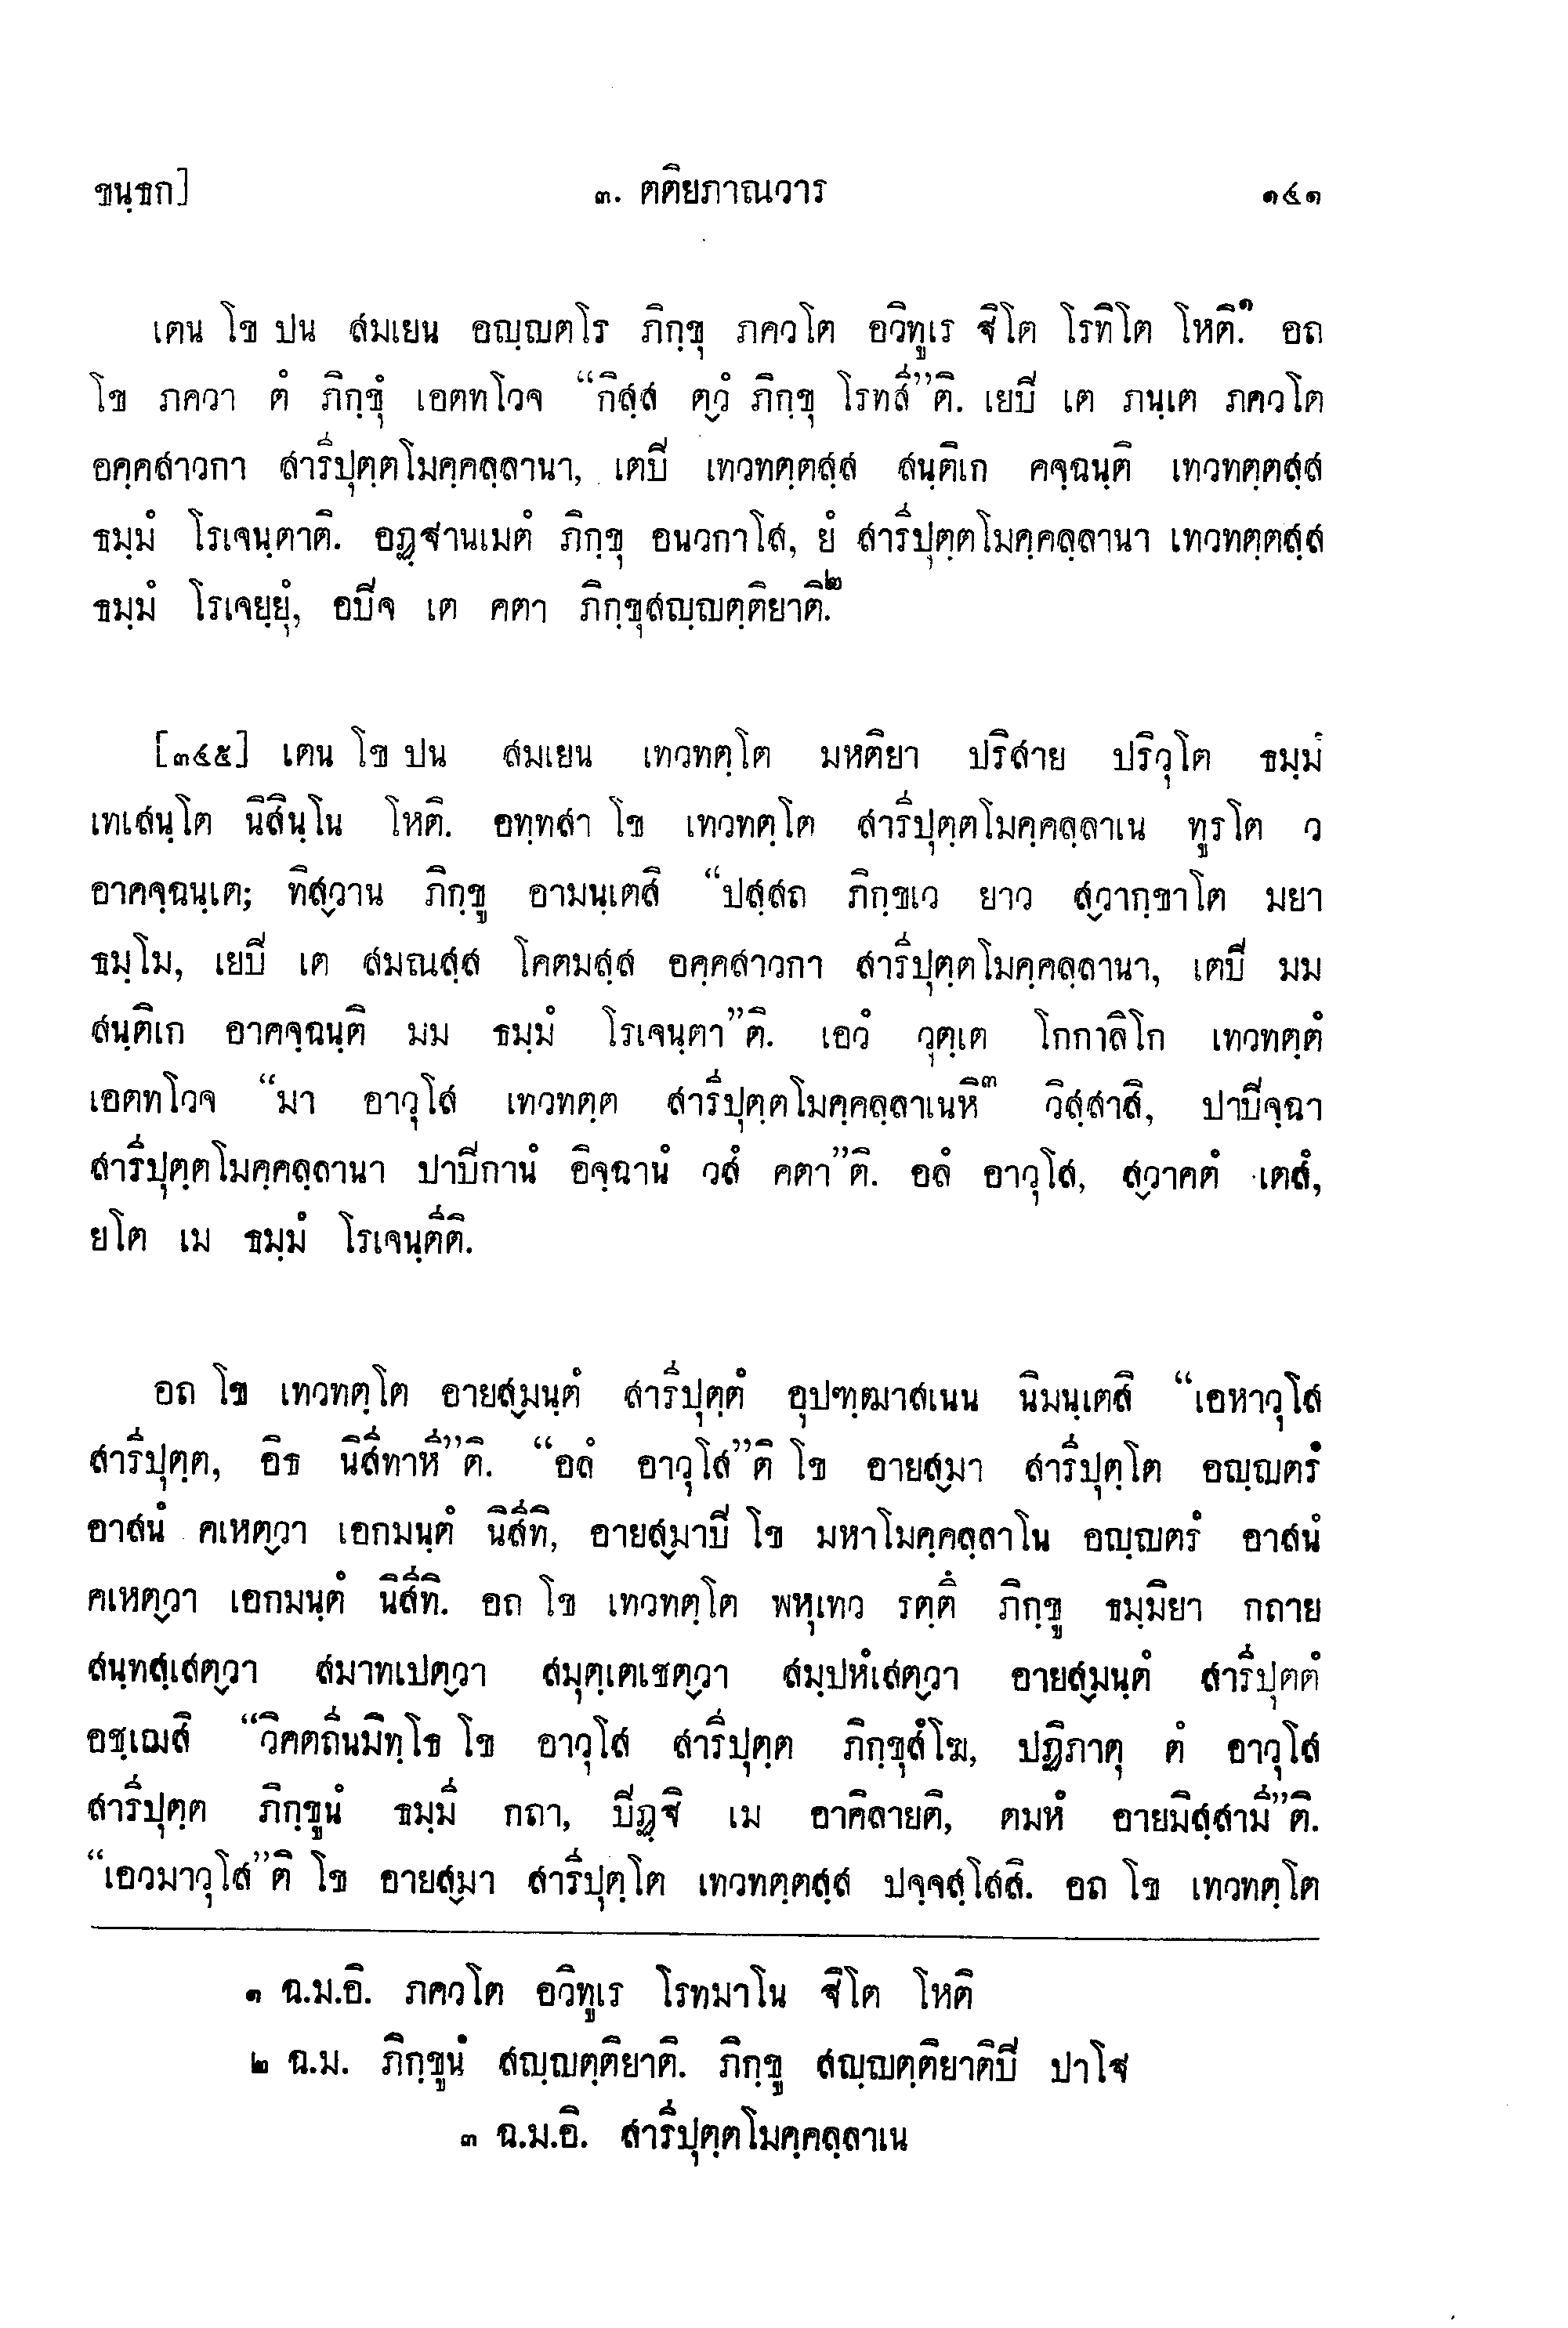 ขนฺธก]	๓. ตติยภาณวาร	๑๔๑
เตน โข ปน สมเยน อญฺญตโร ภิกฺขุ ภควโต อวิทูเร ฐิโต โรทิโต โหติ.๑ อถ
โข ภควา ตํ ภิกฺขุํ เอตทโวจ “กิสฺส ตฺวํ ภิกฺขุ โรทสี”ติ. เยปิ เต ภนฺเต ภควโต
อคฺคสาวกา สารีปุตฺตโมคฺคลฺลานา, เตปิ เทวทตฺตสฺส สนฺติเก คจฺฉนฺติ เทวทตฺตสฺส
ธมฺมํ โรเจนฺตาติ. อฏฺฐานเมตํ ภิกฺขุ อนวกาโส, ยํ สารีปุตฺตโมคฺคลฺลานา เทวทตฺตสฺส
ธมฺมํ โรเจยฺยุํ, อปิจ เต คตา ภิกฺขุสญฺญตฺติยาติ.๒
[๓๔๕] เตน โข ปน สมเยน เทวทตฺโต มหติยา ปริสาย ปริวุโต ธมฺมํ
เทเสนฺโต นิสินฺโน โหติ. อทฺทสา โข เทวทตฺโต สารีปุตฺตโมคฺคลฺลาเน ทูรโต ว
อาคจฺฉนฺเต; ทิสฺวาน ภิกฺขู อามนฺเตสิ “ปสฺสถ ภิกฺขเว ยาว สฺวากฺขาโต มยา
ธมฺโม, เยปิ เต สมณสฺส โคตมสฺส อคฺคสาวกา สารีปุตฺตโมคฺคลฺลานา, เตปิ มม
สนฺติเก อาคจฺฉนฺติ มม ธมฺมํ โรเจนฺตา”ติ. เอวํ วุตฺเต โกกาลิโก เทวทตฺตํ
เอตทโวจ “มา อาวุโส เทวทตฺต สารีปุตฺตโมคฺคลฺลาเนหิ๓ วิสฺสาสิ, ปาปิจฺฉา
สารีปุตฺตโมคฺคลฺลานา ปาปิกานํ อิจฺฉานํ วสํ คตา”ติ. อลํ อาวุโส, สฺวาคตํ เตสํ,
ยโต เม ธมฺมํ โรเจนฺตีติ.
อถ โข เทวทตฺโต อายสฺมนฺตํ สารีปุตฺตํ อุปฑฺฒาสเนน นิมนฺเตสิ “เอหาวุโส
สารีปุตฺต, อิธ นิสีทาหี”ติ. “อลํ อาวุโส”ติ โข อายสฺมา สารีปุตฺโต อญฺญตรํ
อาสนํ คเหตฺวา เอกมนฺตํ นิสีทิ, อายสฺมาปิ โข มหาโมคฺคลฺลาโน อญฺญตรํ อาสนํ
คเหตฺวา เอกมนฺตํ นิสีทิ. อถ โข เทวทตฺโต พหุเทว รตฺตึ ภิกฺขู ธมฺมิยา กถาย
สนฺทสฺเสตฺวา สมาทเปตฺวา สมุตฺเตเชตฺวา สมฺปหํเสตฺวา อายสฺมนฺตํ สารีปุตตํ
อชฺเฌสิ “วิคตถีนมิทฺโธ โข อาวุโส สารีปุตฺต ภิกฺขุสํโฆ, ปฏิภาตุ ตํ อาวุโส
สารีปุตฺต ภิกฺขูนํ ธมฺมี กถา, ปิฏฺฐิ เม อาคิลายติ, ตมหํ อายมิสฺสามี”ติ.
“เอวมาวุโส”ติ โข อายสฺมา สารีปุตฺโต เทวทตฺตสฺส ปจฺจสฺโสสิ. อถ โข เทวทตฺโต
๑ ฉ.ม.อิ. ภควโต อวิทูเร โรทมาโน ฐิโต โหติ
๒ ฉ.ม. ภิกฺขูนํ สญฺญตฺติยาติ. ภิกฺขู สญฺญตฺติยาติปิ ปาโฐ
๓ ฉ.ม.อิ. สารีปุตฺตโมคฺคลฺลาเน